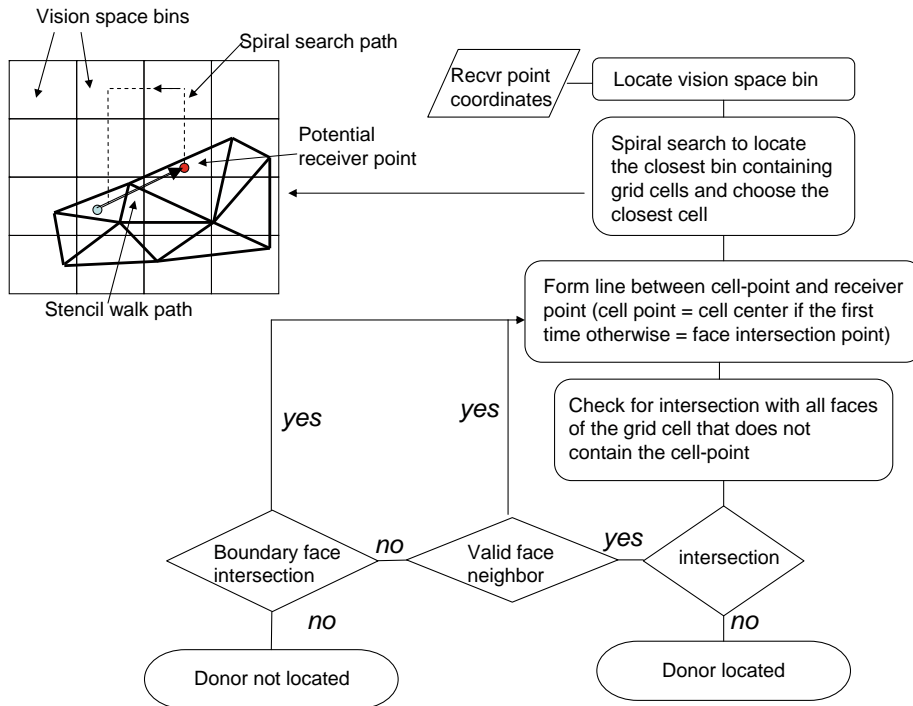 Vision space bins
Spiral search path
Potential
receiver point
Stencil walk path
Recvr point
coordinates
Locate vision space bin
Spiral search to locate
the closest bin containing
grid cells and choose the
closest cell
Form line between cell-point and receiver
point (cell point = cell center if the first
time otherwise = face intersection point)
Check for intersection with all faces
of the grid cell that does not
contain the cell-point
yes
yes
Boundary face
intersection
no
Valid face
neighbor
yes
intersection
no
no
Donor not located
Donor located